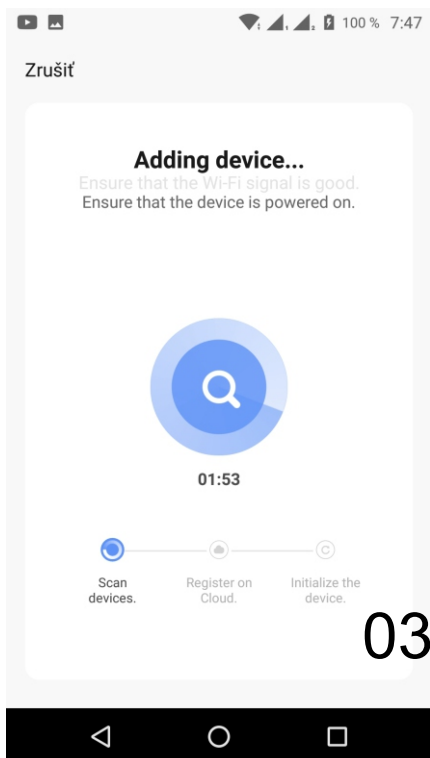 100 % 7:47
Zrušiť
Adding device...
Ensure that the Wi-Fi signal is good.
Ensure that the device is powered on.
01:53
Scan
devices.
Register on
Cloud.
Initialize the
device.
03